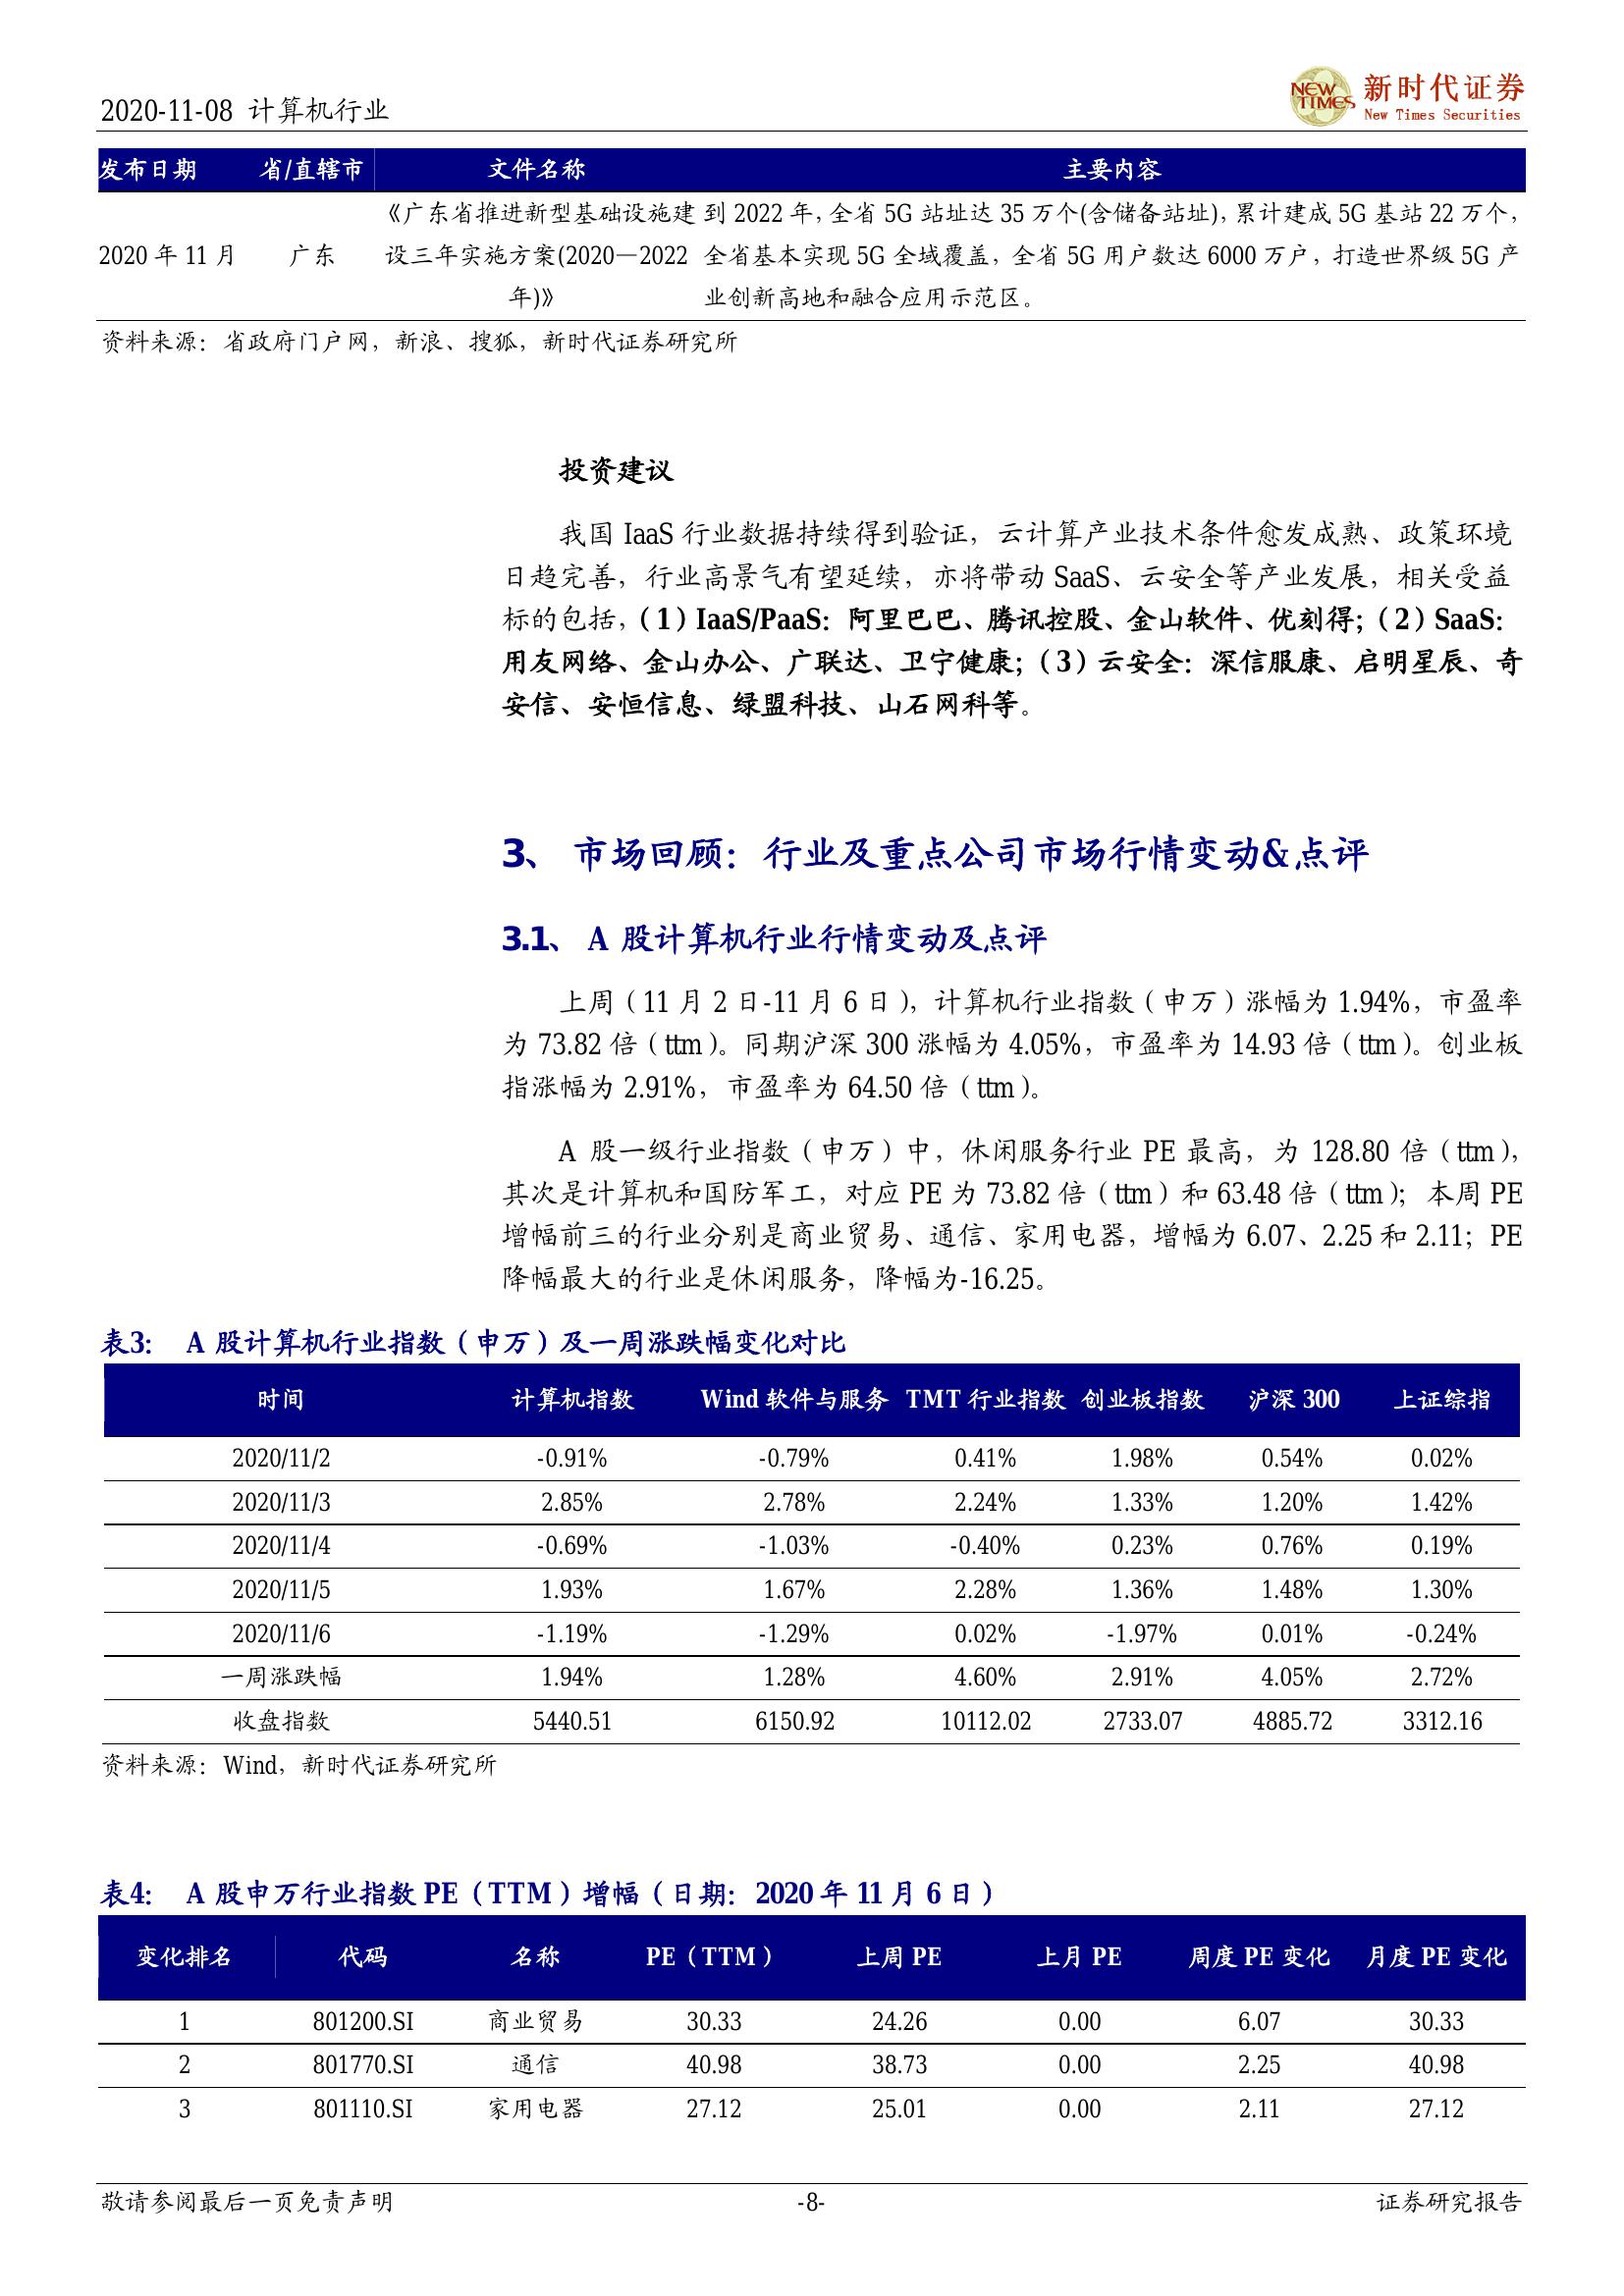 2020-11-08 计算机行业
NEW TIMES 新时代证券
New Times Securities
发布日期 省/直辖市 文件名称 主要内容
2020 年 11 月 广东 《广东省推进新型基础设施建设三年实施方案(2020—2022年)》 到 2022 年，全省 5G 站址达 35 万个(含储备站址)，累计建成 5G 基站 22 万个，
全省基本实现 5G 全域覆盖，全省 5G 用户数达 6000 万户，打造世界级 5G 产
业创新高地和融合应用示范区。
资料来源：省政府门户网，新浪、搜狐，新时代证券研究所
投资建议
我国 IaaS 行业数据持续得到验证，云计算产业技术条件愈发成熟、政策环境
日趋完善，行业高景气有望延续，亦将带动 SaaS、云安全等产业发展，相关受益
标的包括，（1）IaaS/PaaS：阿里巴巴、腾讯控股、金山软件、优刻得；（2）SaaS：
用友网络、金山办公、广联达、卫宁健康；（3）云安全：深信服康、启明星辰、奇
安信、安恒信息、绿盟科技、山石网科等。
3、 市场回顾：行业及重点公司市场行情变动&点评
3.1、 A 股计算机行业行情变动及点评
上周（11 月 2 日-11 月 6 日），计算机行业指数（申万）涨幅为 1.94%，市盈率
为 73.82 倍（ttm）。同期沪深 300 涨幅为 4.05%，市盈率为 14.93 倍（ttm）。创业板
指涨幅为 2.91%，市盈率为 64.50 倍（ttm）。
A 股一级行业指数（申万）中，休闲服务行业 PE 最高，为 128.80 倍（ttm），
其次是计算机和国防军工，对应 PE 为 73.82 倍（ttm）和 63.48 倍（ttm）；本周 PE
增幅前三的行业分别是商业贸易、通信、家用电器，增幅为 6.07、2.25 和 2.11；PE
降幅最大的行业是休闲服务，降幅为-16.25。
表3： A 股计算机行业指数（申万）及一周涨跌幅变化对比
时间 计算机指数 Wind 软件与服务 TMT 行业指数 创业板指数 沪深 300 上证综指
2020/11/2 -0.91% -0.79% 0.41% 1.98% 0.54% 0.02%
2020/11/3 2.85% 2.78% 2.24% 1.33% 1.20% 1.42%
2020/11/4 -0.69% -1.03% -0.40% 0.23% 0.76% 0.19%
2020/11/5 1.93% 1.67% 2.28% 1.36% 1.48% 1.30%
2020/11/6 -1.19% -1.29% 0.02% -1.97% 0.01% -0.24%
一周涨跌幅 1.94% 1.28% 4.60% 2.91% 4.05% 2.72%
收盘指数 5440.51 6150.92 10112.02 2733.07 4885.72 3312.16
资料来源：Wind，新时代证券研究所
表4： A 股申万行业指数 PE（TTM）增幅（日期：2020 年 11 月 6 日）
变化排名 代码 名称 PE（TTM） 上周 PE 上月 PE 周度 PE 变化 月度 PE 变化
1 801200.SI 商业贸易 30.33 24.26 0.00 6.07 30.33
2 801770.SI 通信 40.98 38.73 0.00 2.25 40.98
3 801110.SI 家用电器 27.12 25.01 0.00 2.11 27.12
敬请参阅最后一页免责声明 -8- 证券研究报告